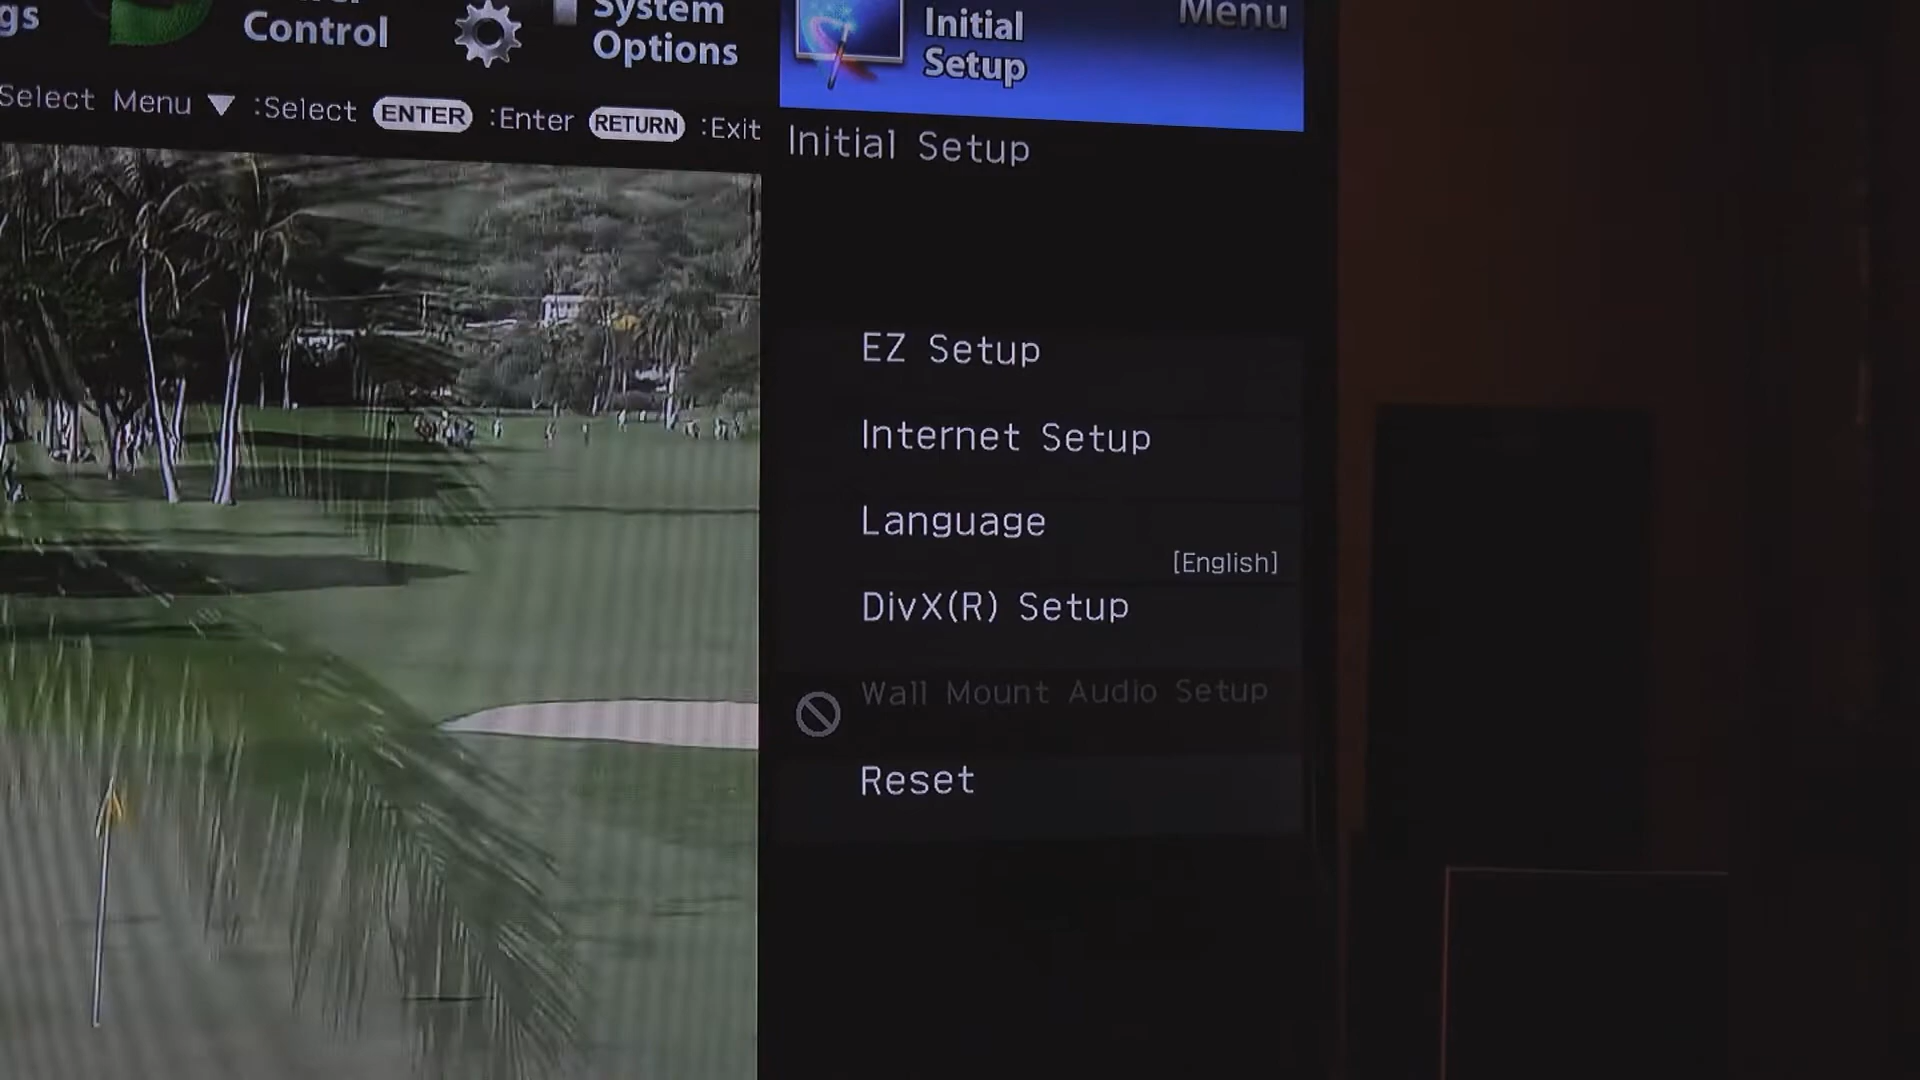 Control
System
Options
Initial
Setup
Menu
Select Menu ▼ :Select ENTER :Enter RETURN :Exit
Initial Setup
EZ Setup
Internet Setup
Language
[English]
DivX(R) Setup
Wall Mount Audio Setup
Reset